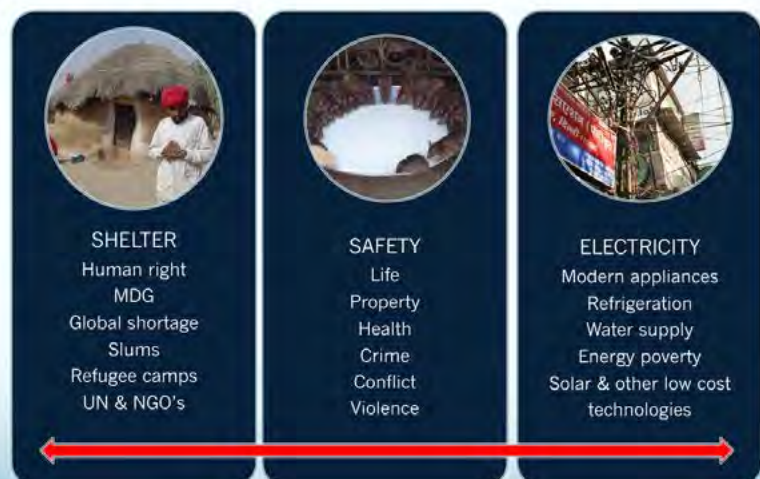 SHELTER
Human right
MDG
Global shortage
Slums
Refugee camps
UN & NGO's
SAFETY
Life
Property
Health
Crime
Conflict
Violence
ELECTRICITY
Modern appliances
Refrigeration
Water supply
Energy poverty
Solar & other low cost
technologies